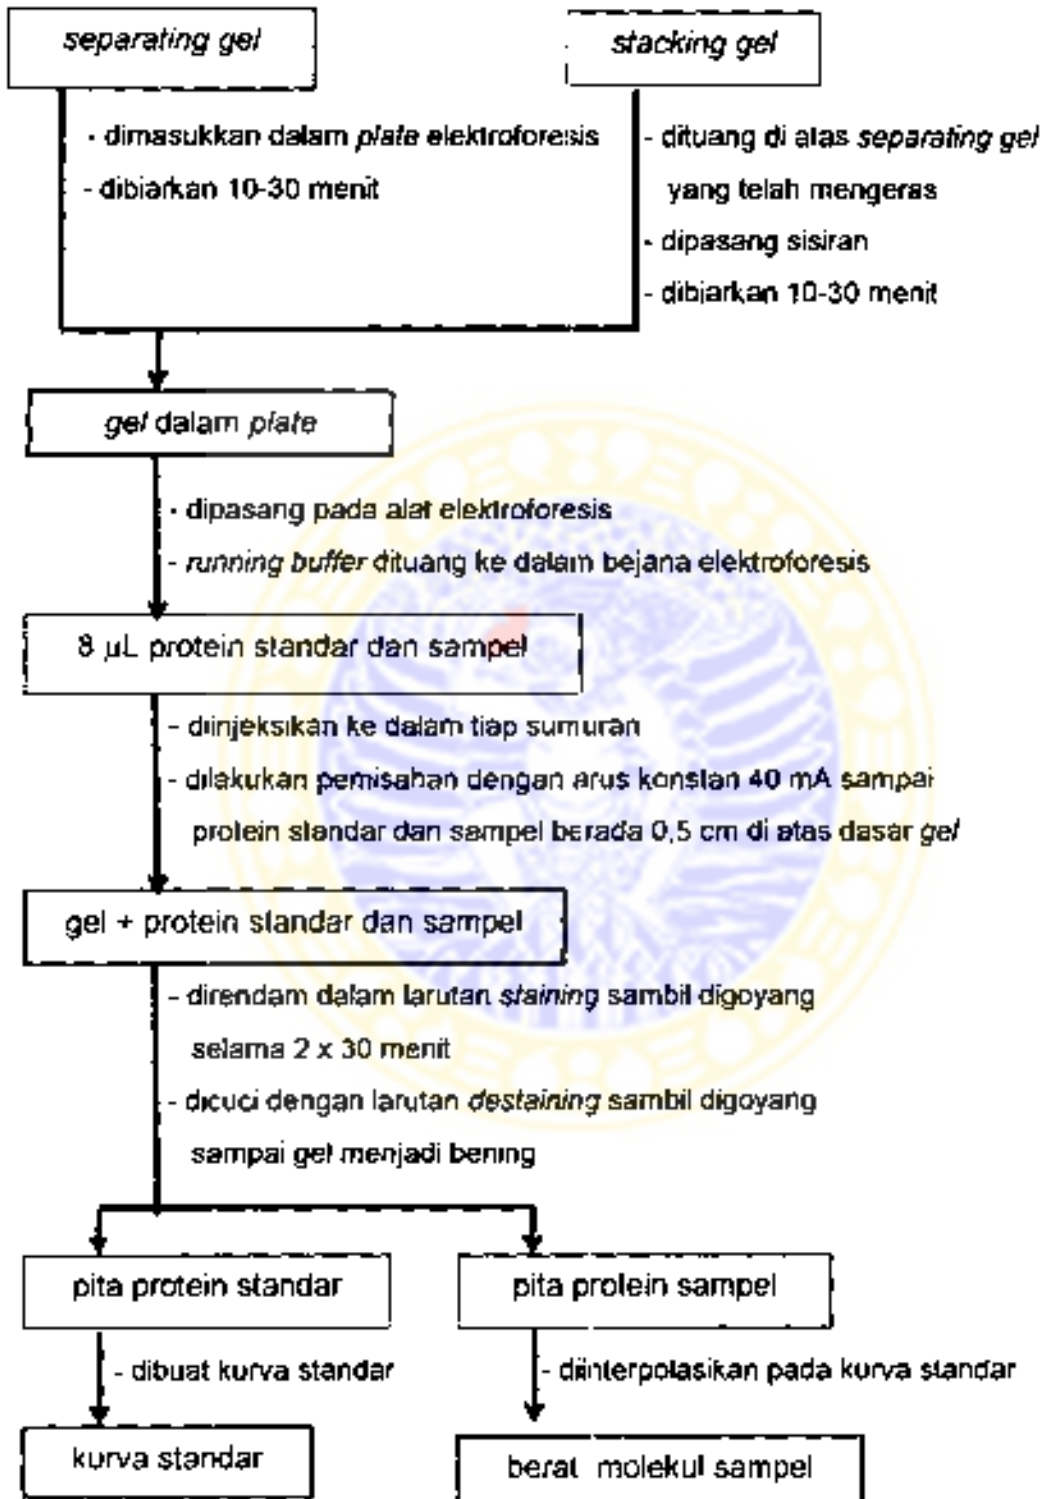 separating gel
stacking gel
- dimasukkan dalam plate elektroforesis
- dibiarkan 10-30 menit
- dituang di atas separating gel
yang telah mengeras
- dipasang sisiran
- dibiarkan 10-30 menit
gel dalam plate
- dipasang pada alat elektroforesis
- running buffer dituang ke dalam bejana elektroforesis
8 µL protein standar dan sampel
- diinjeksikan ke dalam tiap sumuran
- dilakukan pemisahan dengan arus konstan 40 mA sampai
protein standar dan sampel berada 0,5 cm di atas dasar gel
gel + protein standar dan sampel
- direndam dalam larutan staining sambil digoyang
selama 2 x 30 menit
- dicuci dengan larutan destaining sambil digoyang
sampai gel menjadi bening
pita protein standar
pita protein sampel
- dibuat kurva standar
- diinterpolasikan pada kurva standar
kurva standar
berat molekul sampel